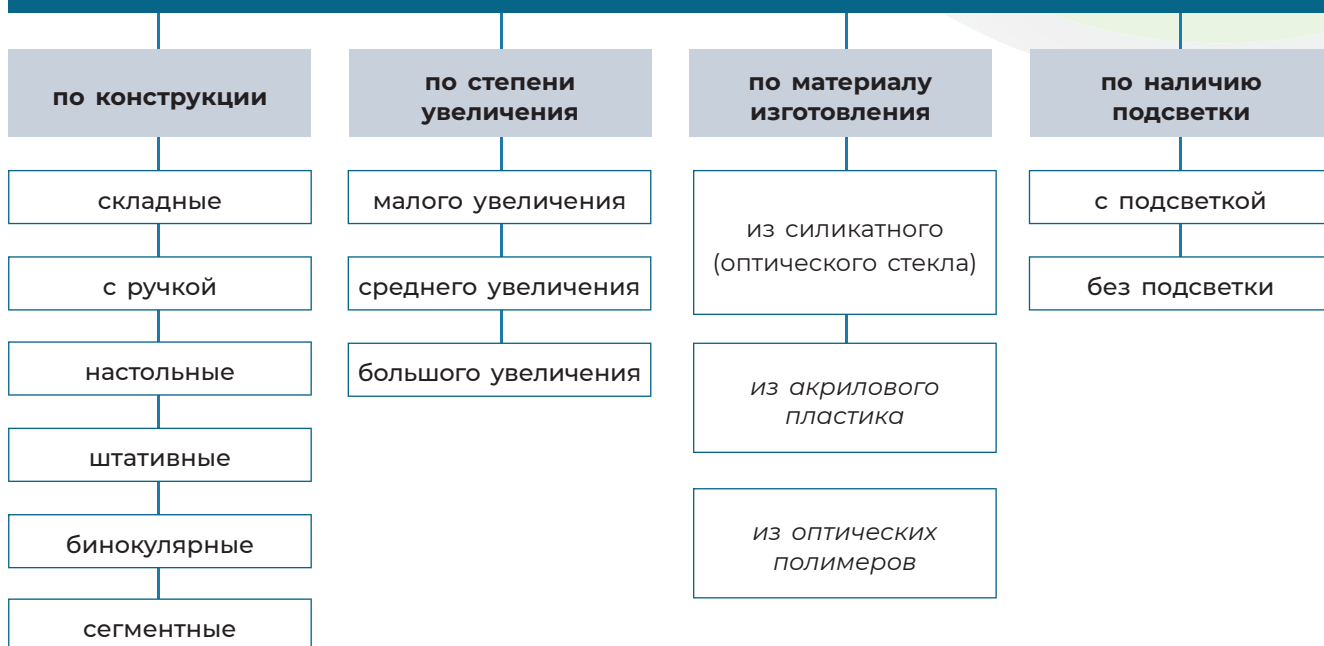 по конструкции
складные
с ручкой
настольные
штативные
бинокулярные
сегментные
по степени
увеличения
малого увеличения
среднего увеличения
большого увеличения
по материалу
изготовления
из силикатного
(оптического стекла)
из акрилового
пластика
из оптических
полимеров
по наличию
подсветки
с подсветкой
без подсветки